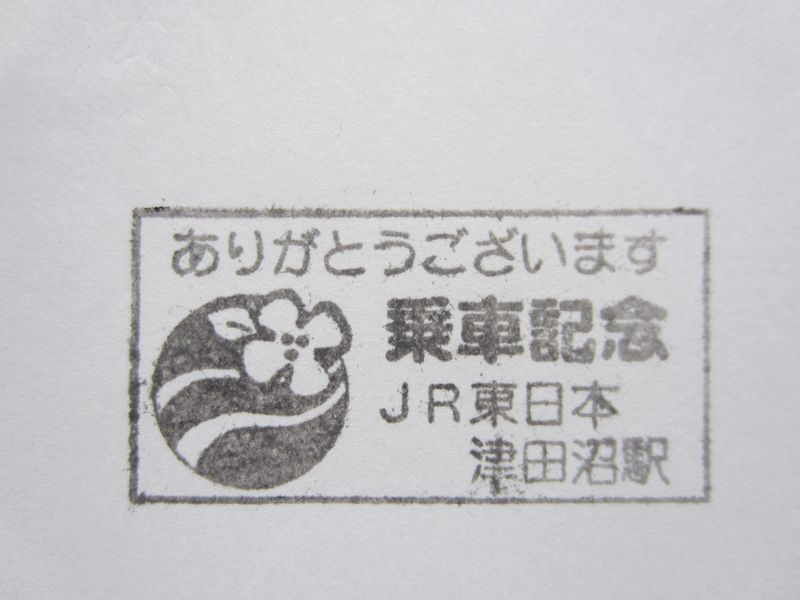 ありがとうございます
乗車記念
JR東日本
津田沼駅